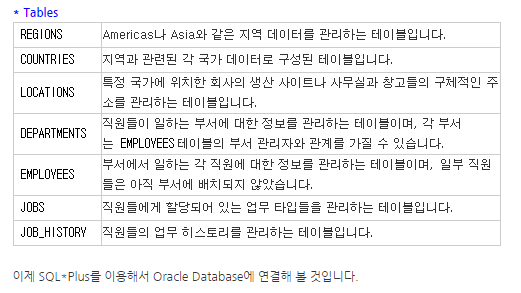 * Tables
REGIONS
Americas나 Asia와 같은 지역 데이터를 관리하는 테이블입니다.
COUNTRIES
지역과 관련된 각 국가 데이터로 구성된 테이블입니다.
LOCATIONS
특정 국가에 위치한 회사의 생산 사이트나 사무실과 창고들의 구체적인 주
소를 관리하는 테이블입니다.
DEPARTMENTS
직원들이 일하는 부서에 대한 정보를 관리하는 테이블이며, 각 부서
는 EMPLOYEES테이블의 부서 관리자와 관계를 가질 수 있습니다.
EMPLOYEES
부서에서 일하는 각 직원에 대한 정보를 관리하는 테이블이며, 일부 직원
들은 아직 부서에 배치되지 않았습니다.
JOBS
직원들에게 할당되어 있는 업무 타입들을 관리하는 테이블입니다.
JOB_HISTORY
직원들의 업무 히스토리를 관리하는 테이블입니다.
이제 SQL*Plus를 이용해서 Oracle Database에 연결해 볼 것입니다.